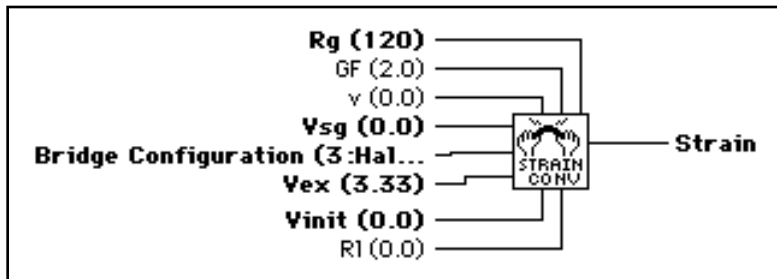 Rg (120)
GF (2.0)
v (0.0)
Vsg (0.0)
Bridge Configuration (3:Hal...
Vex (3.33)
Vinit (0.0)
Rl (0.0)
STRAIN
CONV
Strain